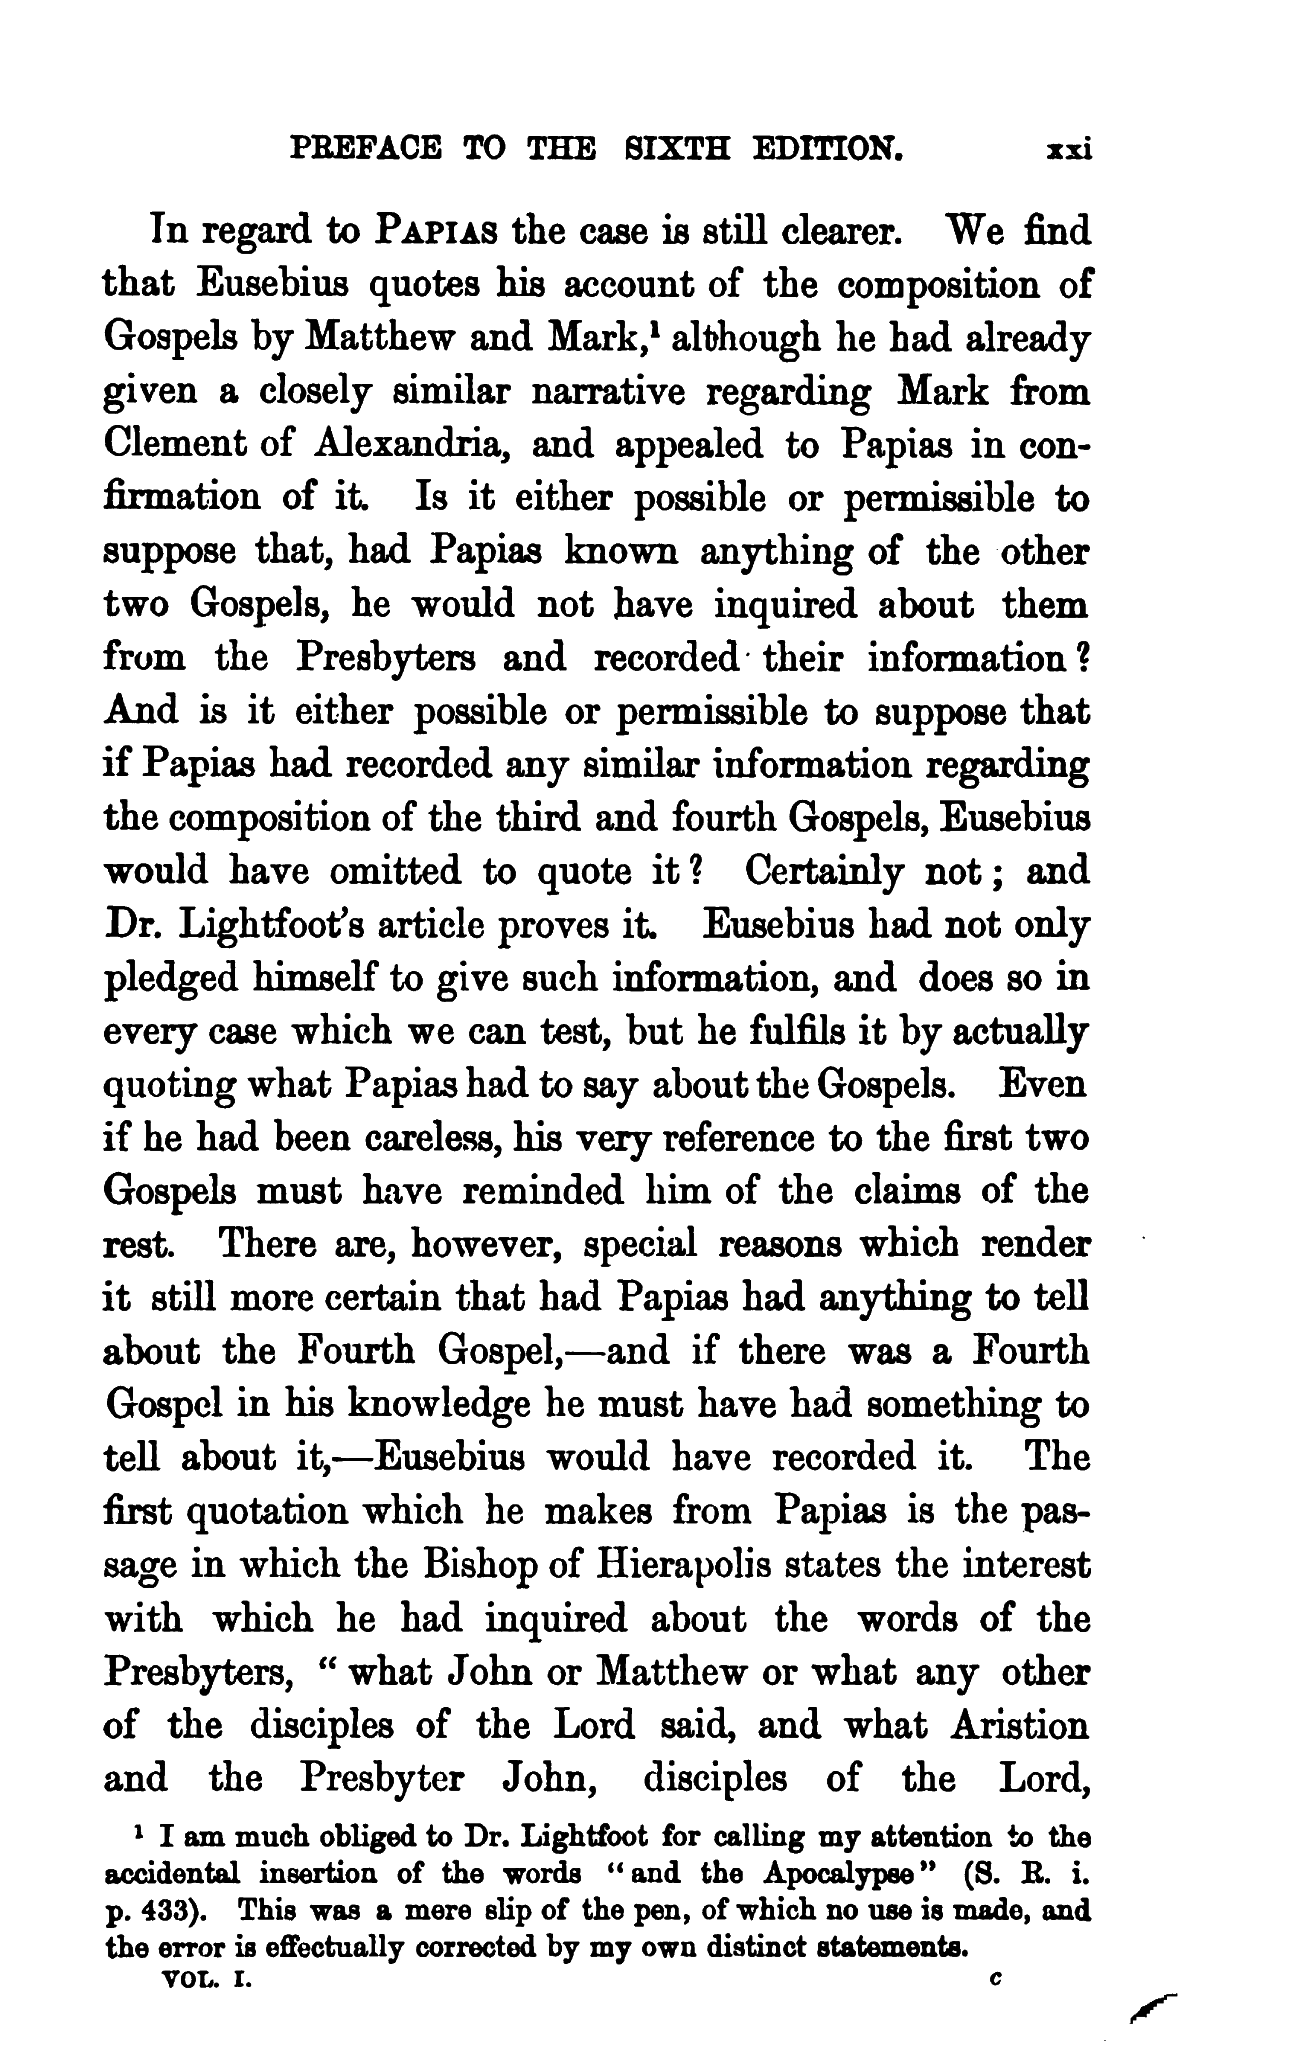 PREFACE TO THE SIXTH EDITION. xxi
In regard to PAPIAS the case is still clearer. We find
that Eusebius quotes his account of the composition of
Gospels by Matthew and Mark,¹ although he had already
given a closely similar narrative regarding Mark from
Clement of Alexandria, and appealed to Papias in con-
firmation of it. Is it either possible or permissible to
suppose that, had Papias known anything of the other
two Gospels, he would not have inquired about them
from the Presbyters and recorded their information?
And is it either possible or permissible to suppose that
if Papias had recorded any similar information regarding
the composition of the third and fourth Gospels, Eusebius
would have omitted to quote it? Certainly not; and
Dr. Lightfoot's article proves it. Eusebius had not only
pledged himself to give such information, and does so in
every case which we can test, but he fulfils it by actually
quoting what Papias had to say about the Gospels. Even
if he had been careless, his very reference to the first two
Gospels must have reminded him of the claims of the
rest. There are, however, special reasons which render
it still more certain that had Papias had anything to tell
about the Fourth Gospel,—and if there was a Fourth
Gospel in his knowledge he must have had something to
tell about it,—Eusebius would have recorded it. The
first quotation which he makes from Papias is the pas-
sage in which the Bishop of Hierapolis states the interest
with which he had inquired about the words of the
Presbyters, "what John or Matthew or what any other
of the disciples of the Lord said, and what Aristion
and the Presbyter John, disciples of the Lord,
¹ I am much obliged to Dr. Lightfoot for calling my attention to the
accidental insertion of the words "and the Apocalypse" (S. R. i.
p. 433). This was a mere slip of the pen, of which no use is made, and
the error is effectually corrected by my own distinct statements.
VOL. I. c